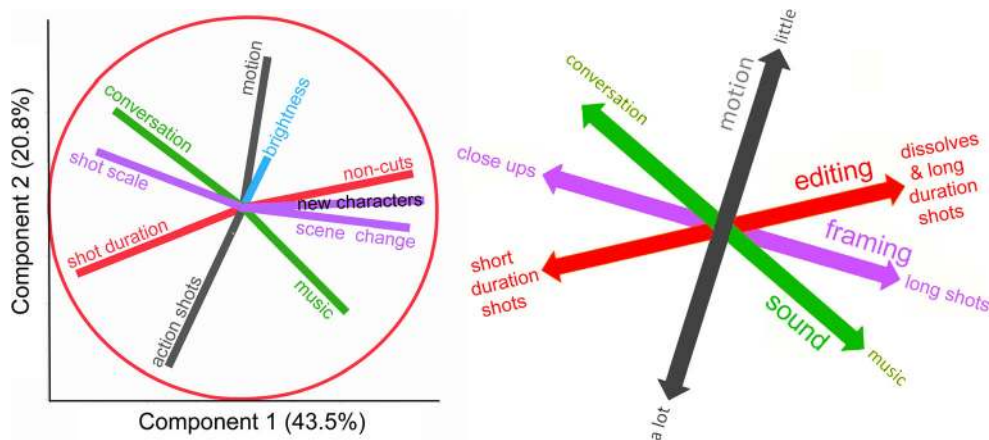 Component 2 (20.8%)
motion
brightness
conversation
shot scale
non-cuts
new characters
scene change
shot duration
action shots
music
Component 1 (43.5%)
little
motion
conversation
close ups
editing
dissolves
& long
duration
shots
short
duration
shots
framing
long shots
sound
music
a lot